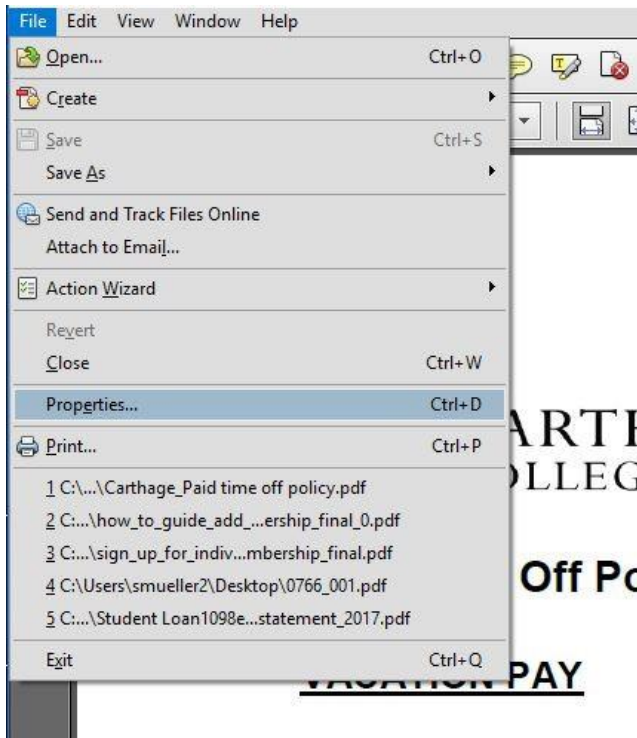 File Edit View Window Help
Open... Ctrl+O
Create
Save Ctrl+S
Save As
Send and Track Files Online
Attach to Email...
Action Wizard
Revert
Close Ctrl+W
Properties... Ctrl+D
Print... Ctrl+P
1 C:\...\Carthage_Paid time off policy.pdf
2 C:...\how_to_guide_add_...ership_final_0.pdf
3 C:...\sign_up_for_indiv...mbership_final.pdf
4 C:\Users\smueller2\Desktop\0766_001.pdf
5 C:...\Student Loan1098e...statement_2017.pdf
Exit Ctrl+Q
Off
VACATION PAY